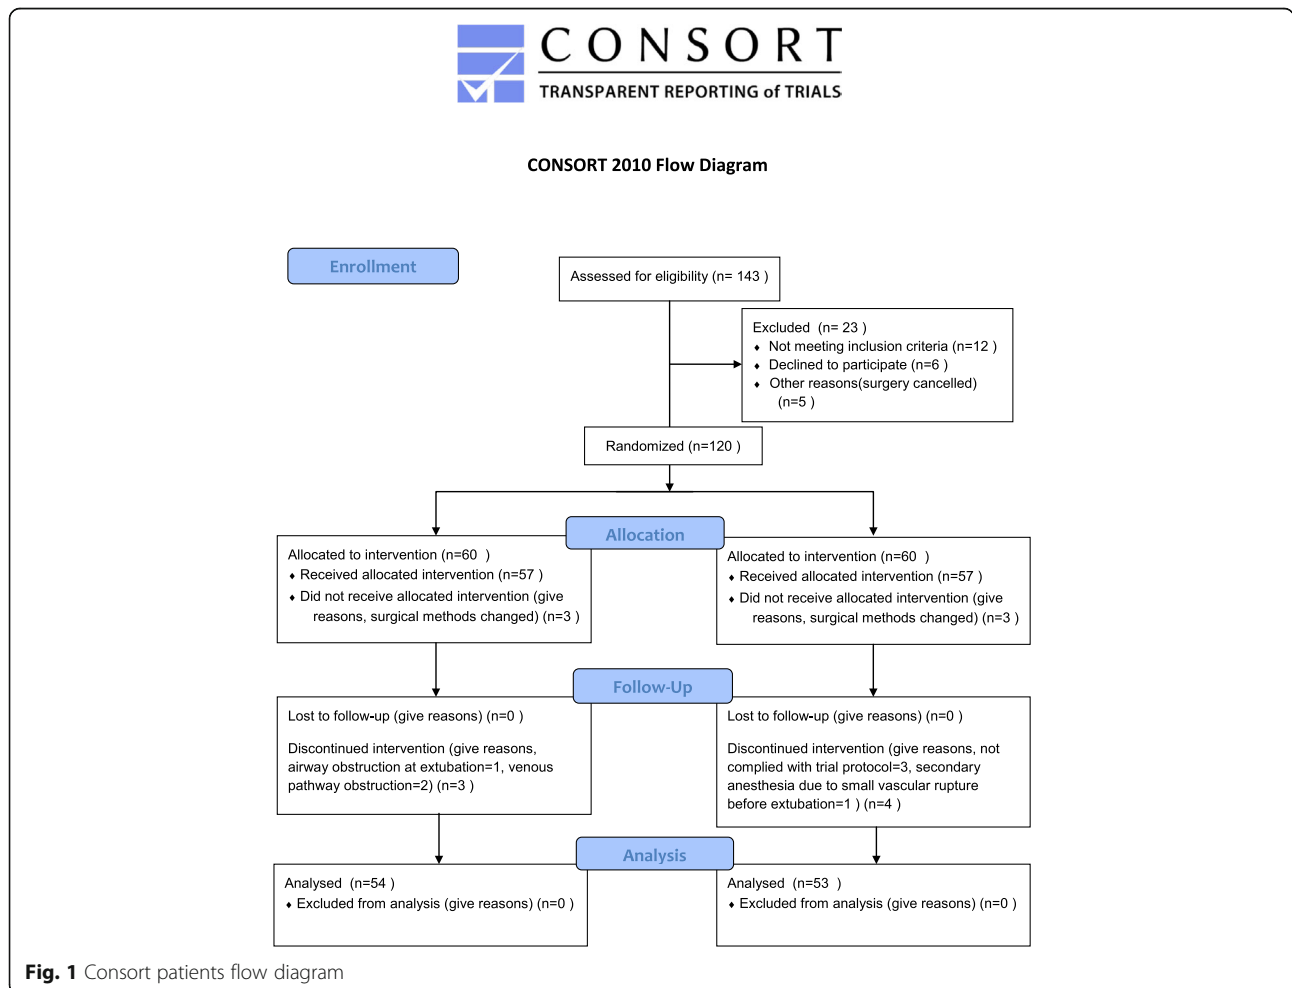 CONSORT
TRANSPARENT REPORTING of TRIALS
CONSORT 2010 Flow Diagram
Enrollment
Assessed for eligibility (n= 143 )
Excluded (n= 23 )
♦ Not meeting inclusion criteria (n=12 )
♦ Declined to participate (n=6 )
♦ Other reasons(surgery cancelled)
(n=5 )
Randomized (n=120 )
Allocation
Allocated to intervention (n=60 )
♦ Received allocated intervention (n=57 )
♦ Did not receive allocated intervention (give
reasons, surgical methods changed) (n=3 )
Allocated to intervention (n=60 )
♦ Received allocated intervention (n=57 )
♦ Did not receive allocated intervention (give
reasons, surgical methods changed) (n=3 )
Follow-Up
Lost to follow-up (give reasons) (n=0 )
Discontinued intervention (give reasons,
airway obstruction at extubation=1, venous
pathway obstruction=2) (n=3 )
Lost to follow-up (give reasons) (n=0 )
Discontinued intervention (give reasons, not
complied with trial protocol=3, secondary
anesthesia due to small vascular rupture
before extubation=1 ) (n=4 )
Analysis
Analysed (n=54 )
♦ Excluded from analysis (give reasons) (n=0 )
Analysed (n=53 )
♦ Excluded from analysis (give reasons) (n=0 )
Fig. 1 Consort patients flow diagram